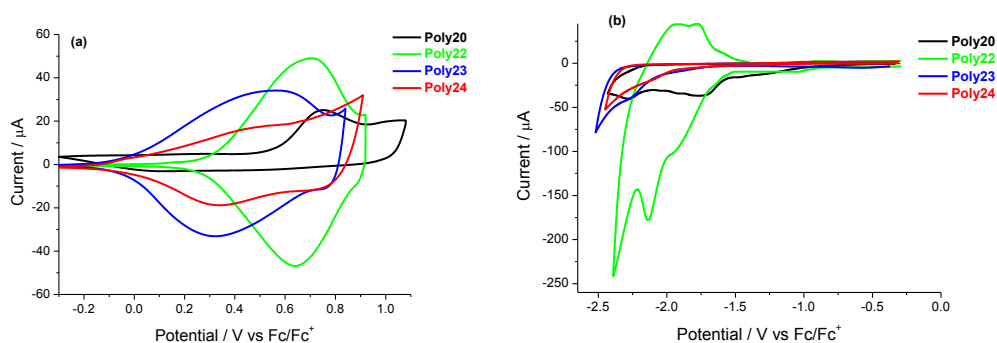 (a)
Poly20
Poly22
Poly23
Poly24
60
40
20
0
-20
-40
-60
Current / μA
-0.2 0.0 0.2 0.4 0.6 0.8 1.0
Potential / V vs Fc/Fc+
(b)
Poly20
Poly22
Poly23
Poly24
50
0
-50
-100
-150
-200
-250
Current / μA
-2.5 -2.0 -1.5 -1.0 -0.5 0.0
Potential / V vs Fc/Fc+